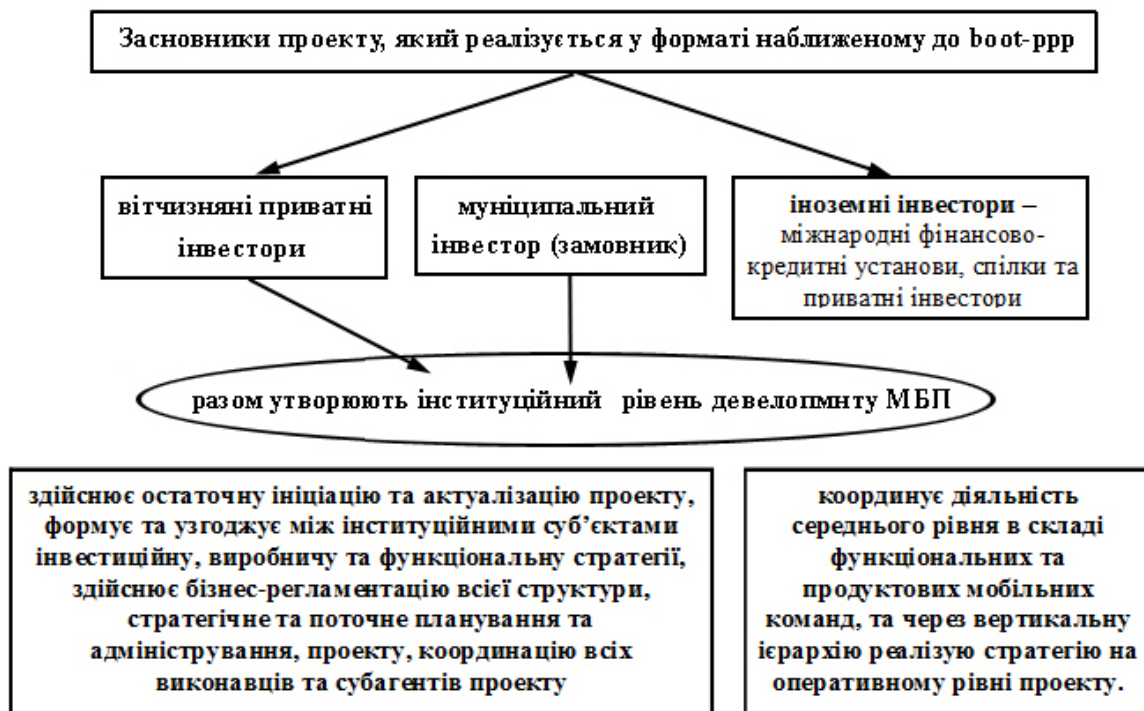 Засновники проекту, який реалізується у форматі наближеному до boot-ppp
вітчизняні приватні
інвестори
муніципальний
інвестор (замовник)
іноземні інвестори –
міжнародні фінансово-
кредитні установи, спілки та
приватні інвестори
разом утворюють інституційний рівень девелопмнту МБП
здійснює остаточну ініціацію та актуалізацію проекту,
формує та узгоджує між інституційними суб’єктами
інвестиційну, виробничу та функціональну стратегії,
здійснює бізнес-регламентацію всієї структури,
стратегічне та поточне планування та
адміністрування, проекту, координацію всіх
виконавців та субагентів проекту
координує діяльність
середнього рівня в складі
функціональних та
продуктових мобільних
команд, та через вертикальну
ієрархію реалізую стратегію на
оперативному рівні проекту.